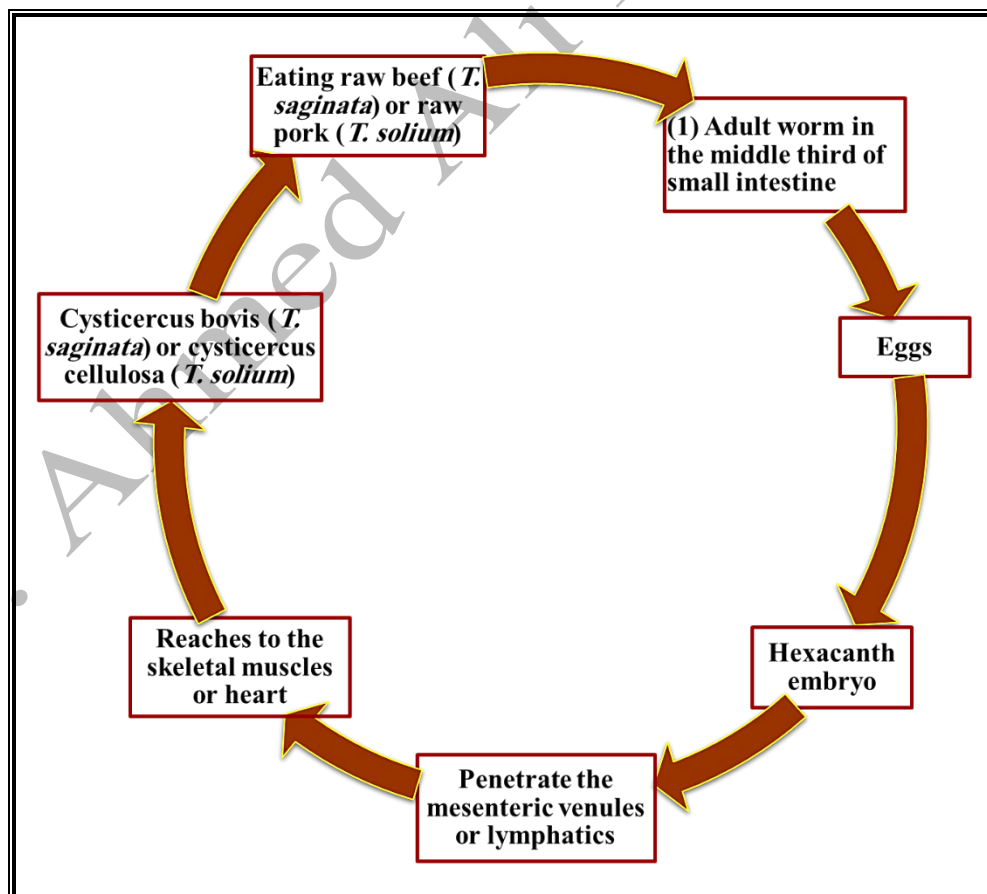 Eating raw beef (T.
saginata) or raw
pork (T. solium)
(1) Adult worm in
the middle third of
small intestine
Eggs
Hexacanth
embryo
Penetrate the
mesenteric venules
or lymphatics
Reaches to the
skeletal muscles
or heart
Cysticercus bovis (T.
saginata) or cysticercus
cellulosa (T. solium)
. Ahmed Ali